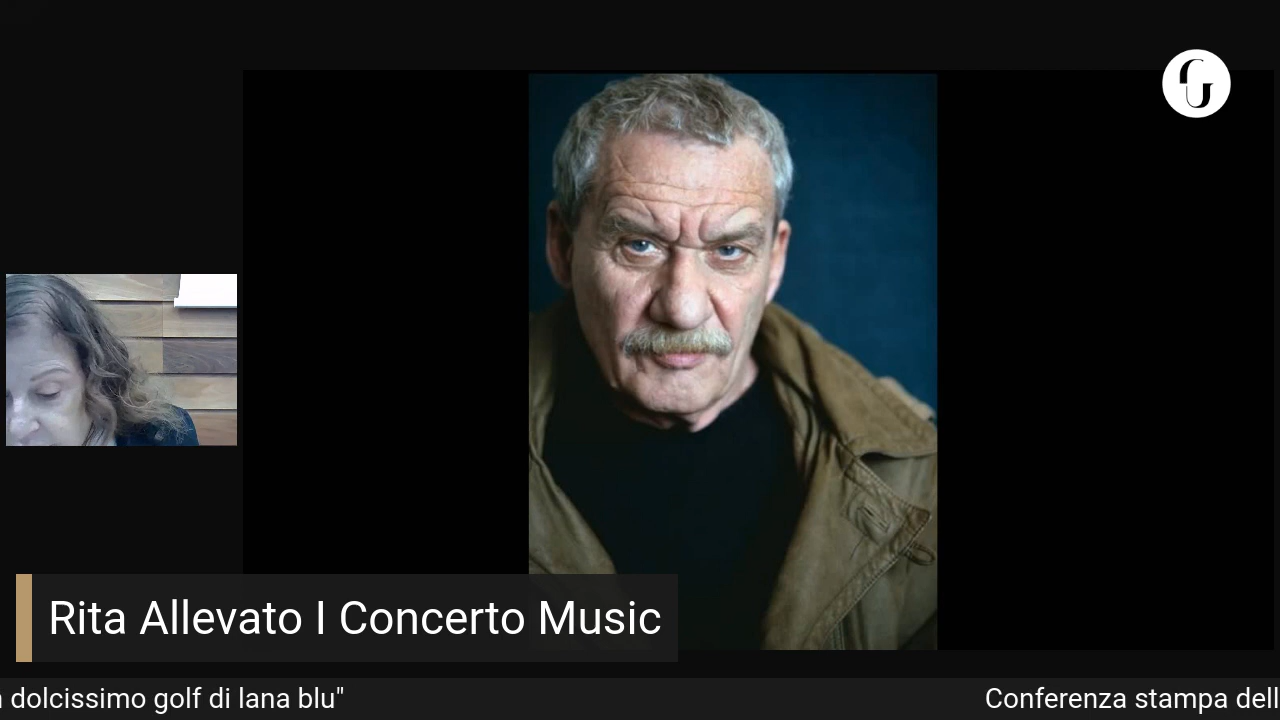 Rita Allevato I Concerto Music
dolcissimo golf di lana blu" Conferenza stampa dell